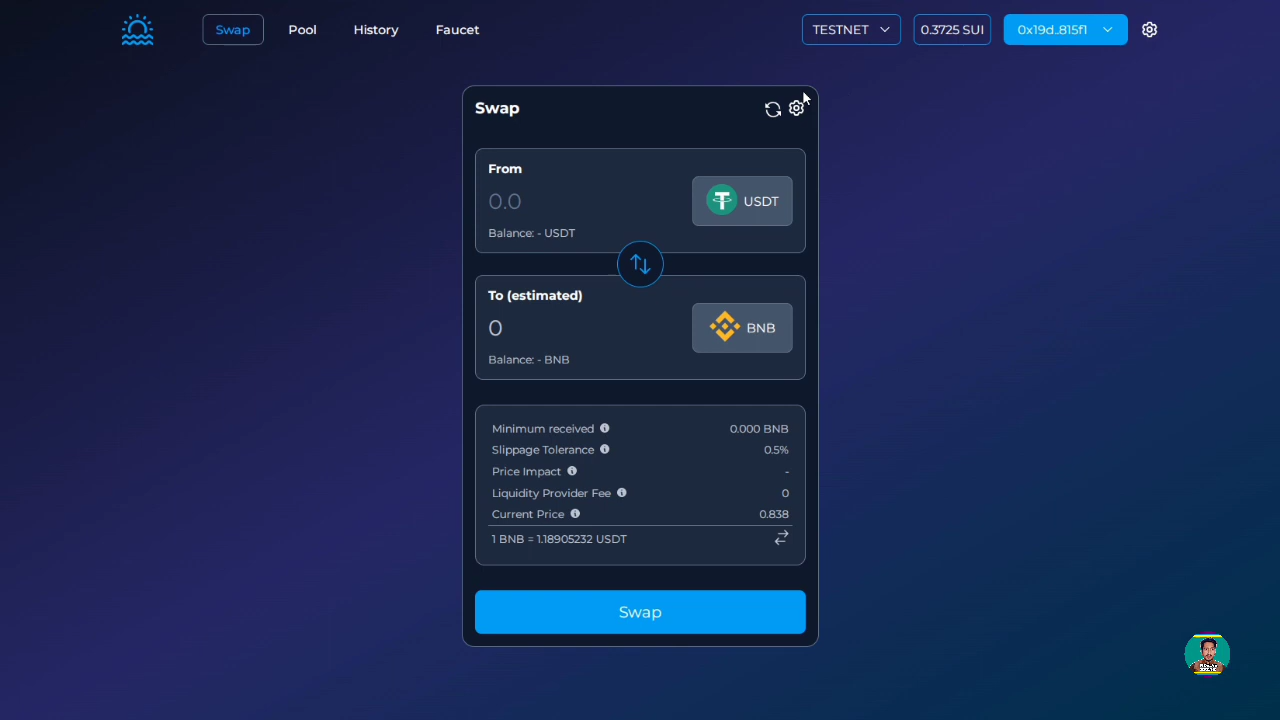 Swap Pool History Faucet TESTNET 0.3725 SUI 0x19d..815f1
Swap
From
0.0
USDT
Balance: - USDT
To (estimated)
0
BNB
Balance: - BNB
Minimum received 0.000 BNB
Slippage Tolerance 0.5%
Price Impact -
Liquidity Provider Fee 0
Current Price 0.838
1 BNB = 1.18905232 USDT
Swap